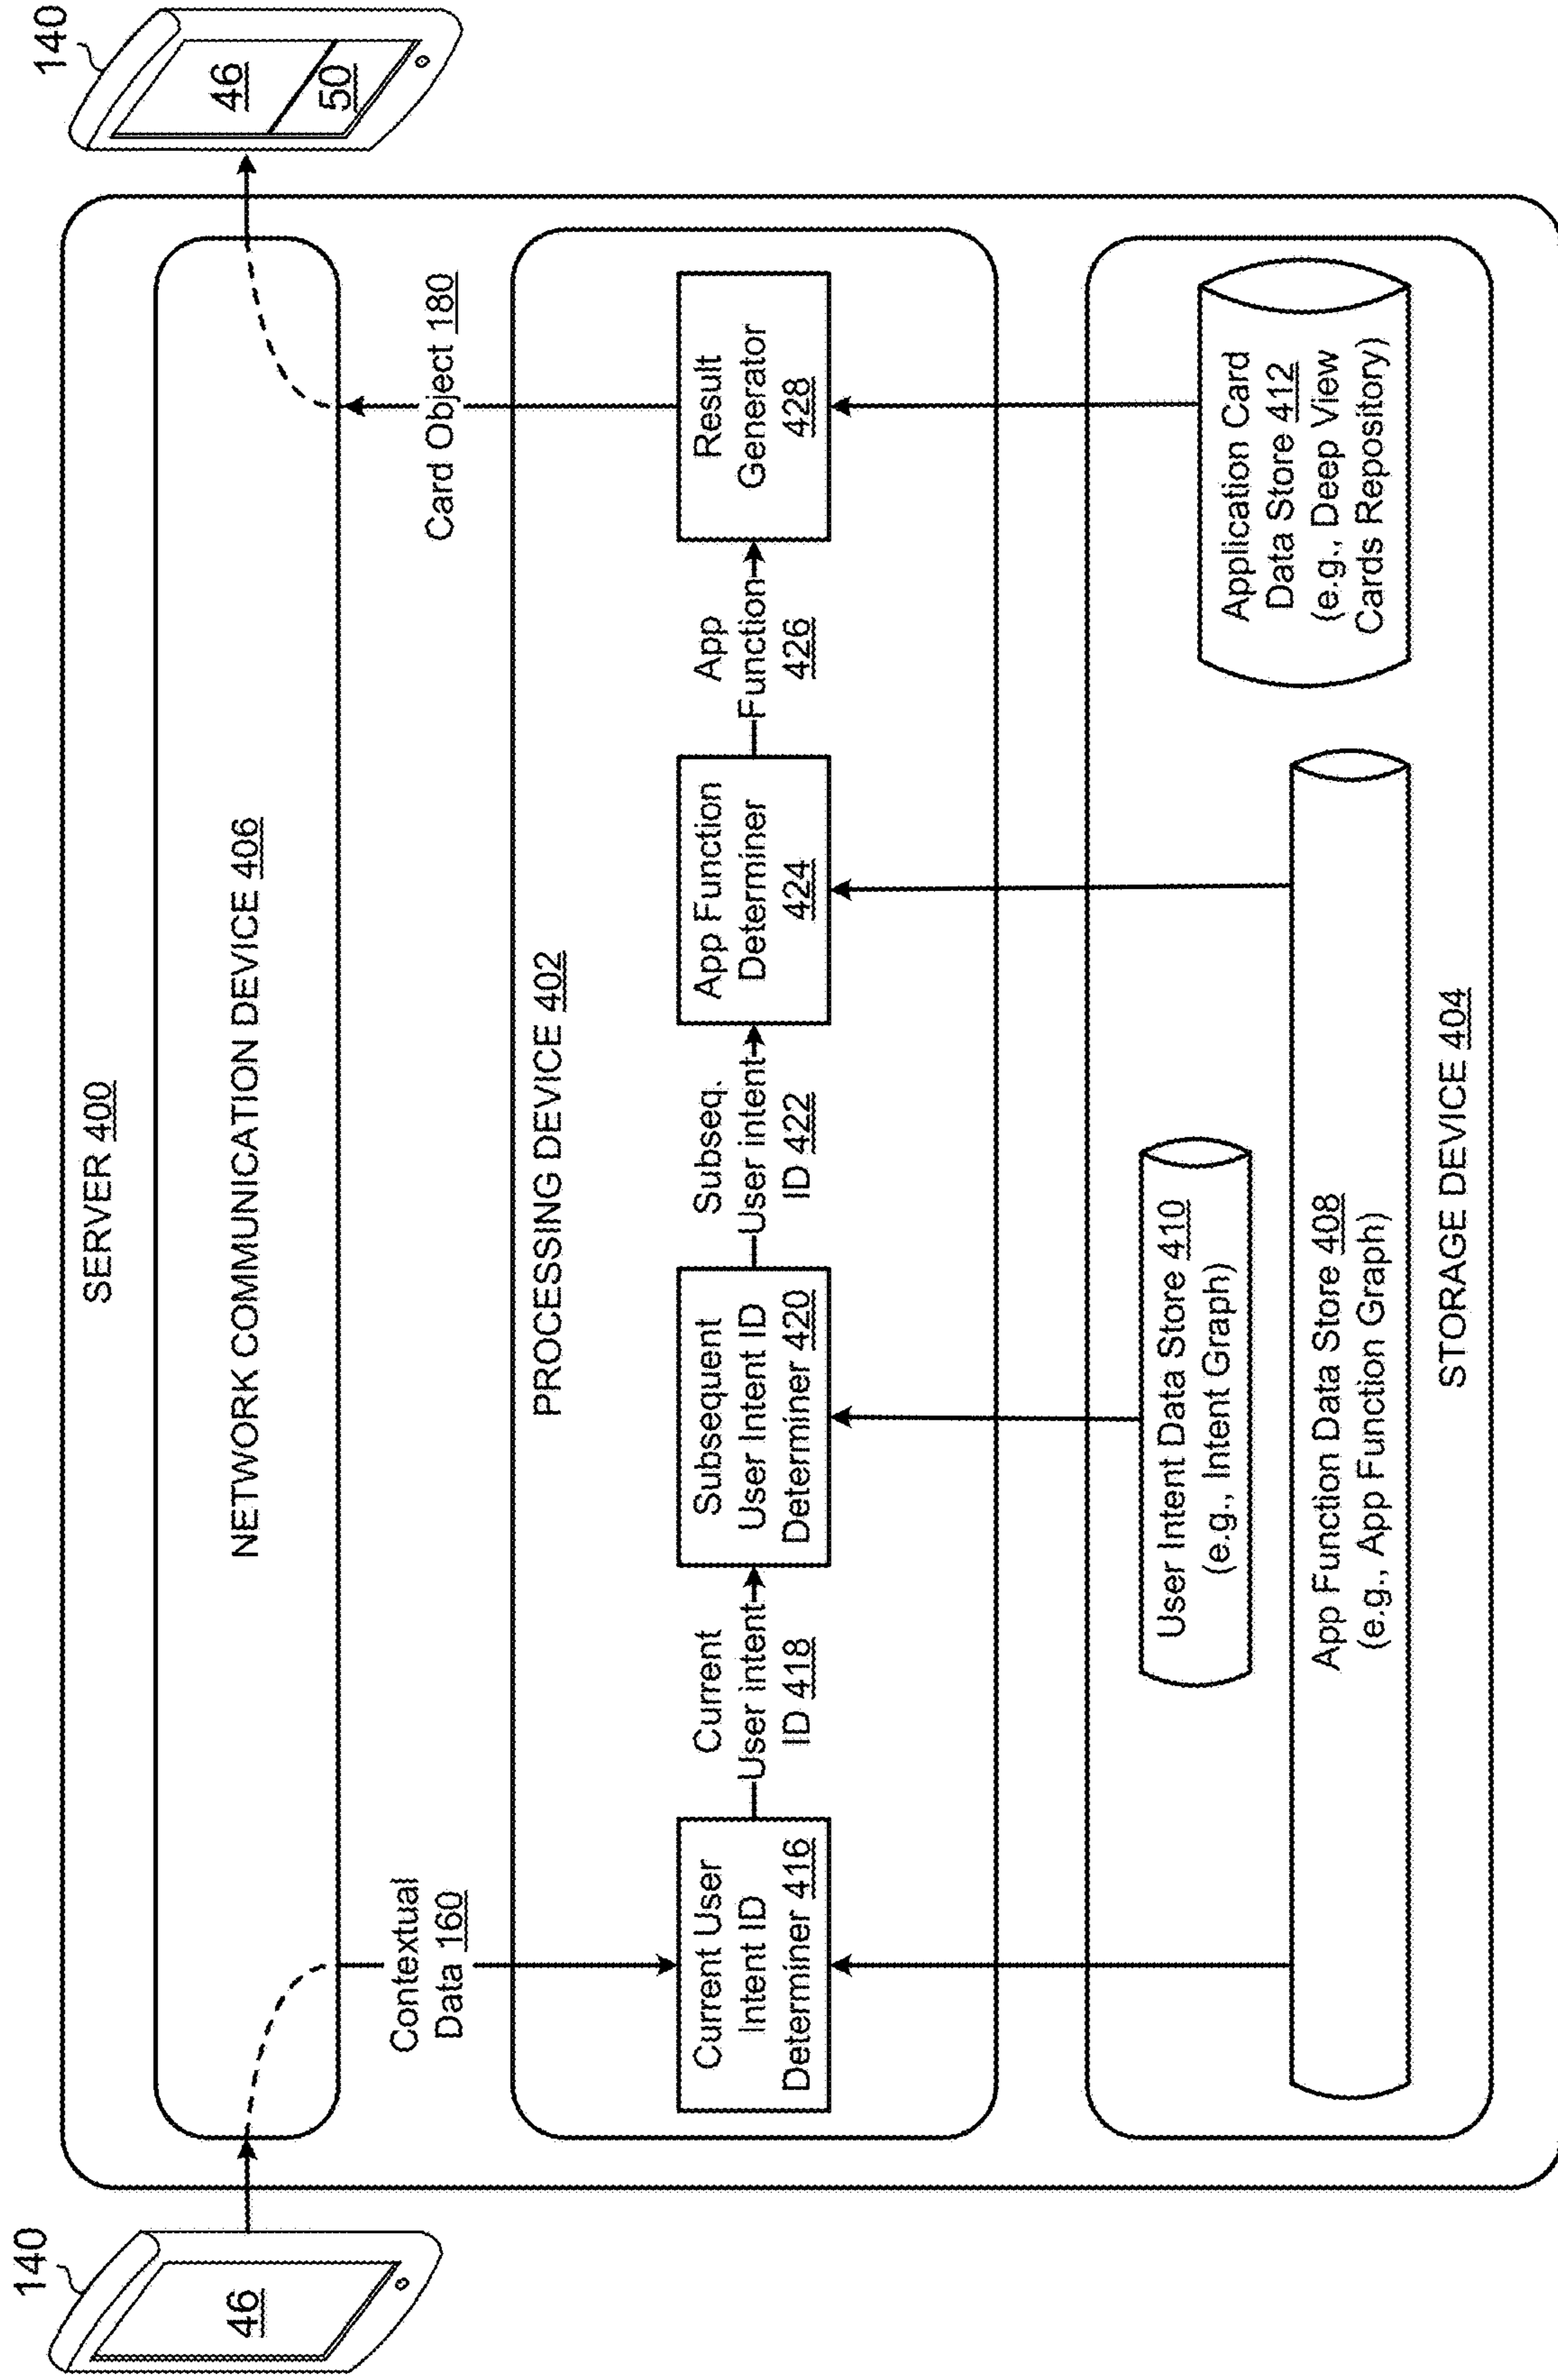 SERVER 400
140
46
140
46
50
NETWORK COMMUNICATION DEVICE 406
Contextual
Data 160
Card Object 180
PROCESSING DEVICE 402
Current User
Intent ID
Determiner 416
Current
User intent
ID 418
Subsequent
User Intent ID
Determiner 420
Subseq.
User intent
ID 422
App Function
Determiner
424
App
Function
426
Result
Generator
428
User Intent Data Store 410
(e.g., Intent Graph)
App Function Data Store 408
(e.g., App Function Graph)
Application Card
Data Store 412
(e.g., Deep View
Cards Repository)
STORAGE DEVICE 404